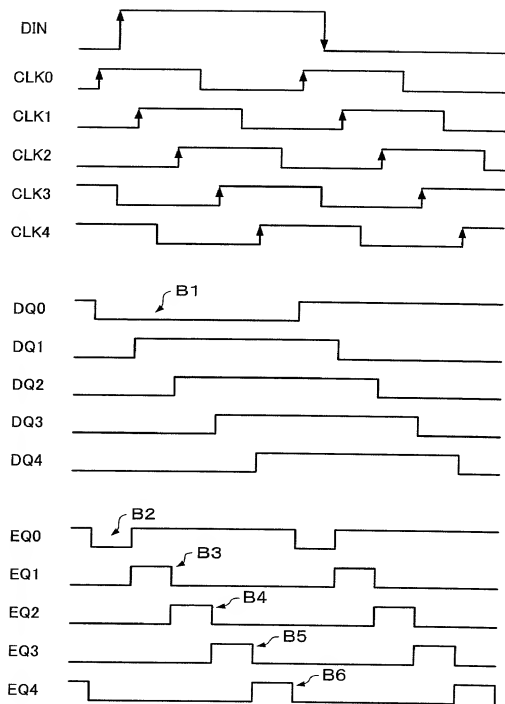 DIN
CLK0
CLK1
CLK2
CLK3
CLK4
B1
DQ0
DQ1
DQ2
DQ3
DQ4
B2
EQ0
B3
EQ1
B4
EQ2
B5
EQ3
B6
EQ4